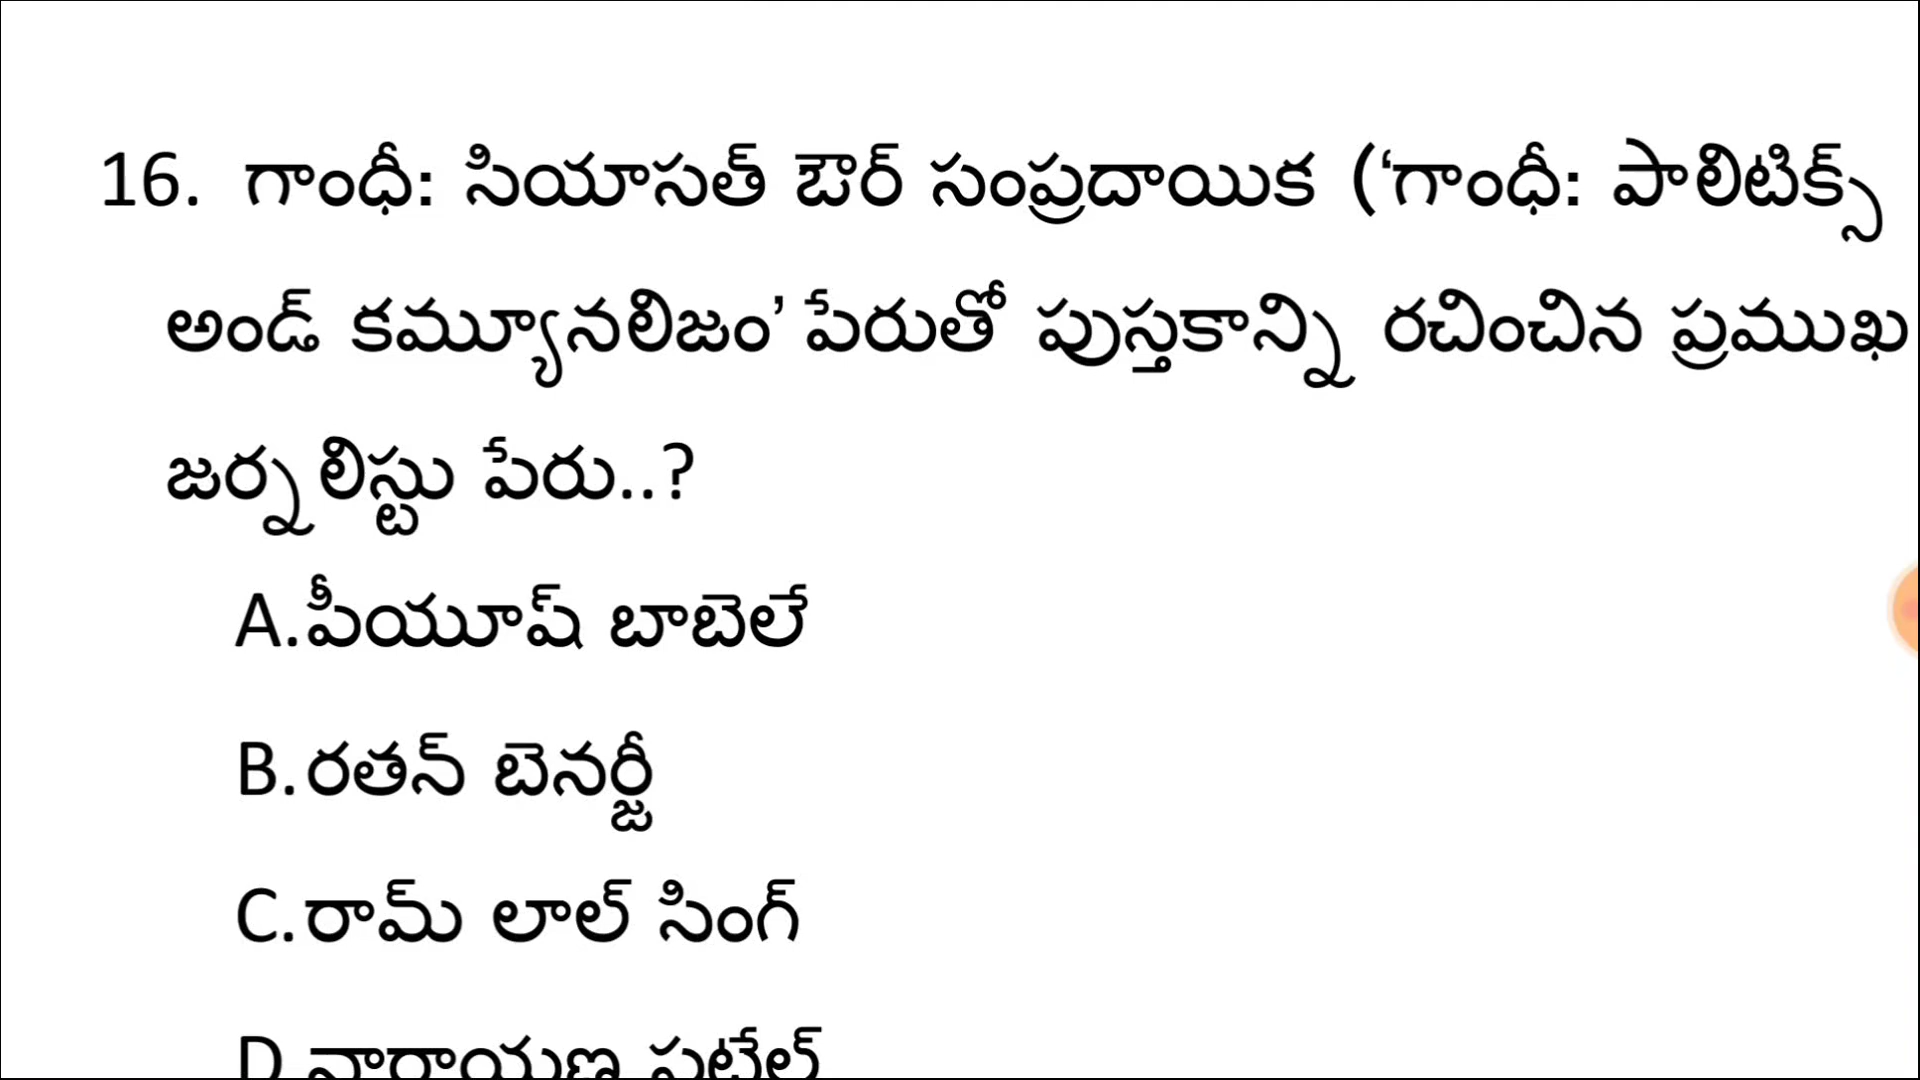 16. గాంధీ: సియాసత్ ఔర్ సంప్రదాయిక (‘గాంధీ: పాలిటిక్స్
అండ్ కమ్యూనలిజం’ పేరుతో పుస్తకాన్ని రచించిన ప్రముఖ
జర్నలిస్టు పేరు..?
A.పీయూష్ బాబెలే
B.రతన్ బెనర్జీ
C.రామ్ లాల్ సింగ్
D.నారాయణ పటేల్